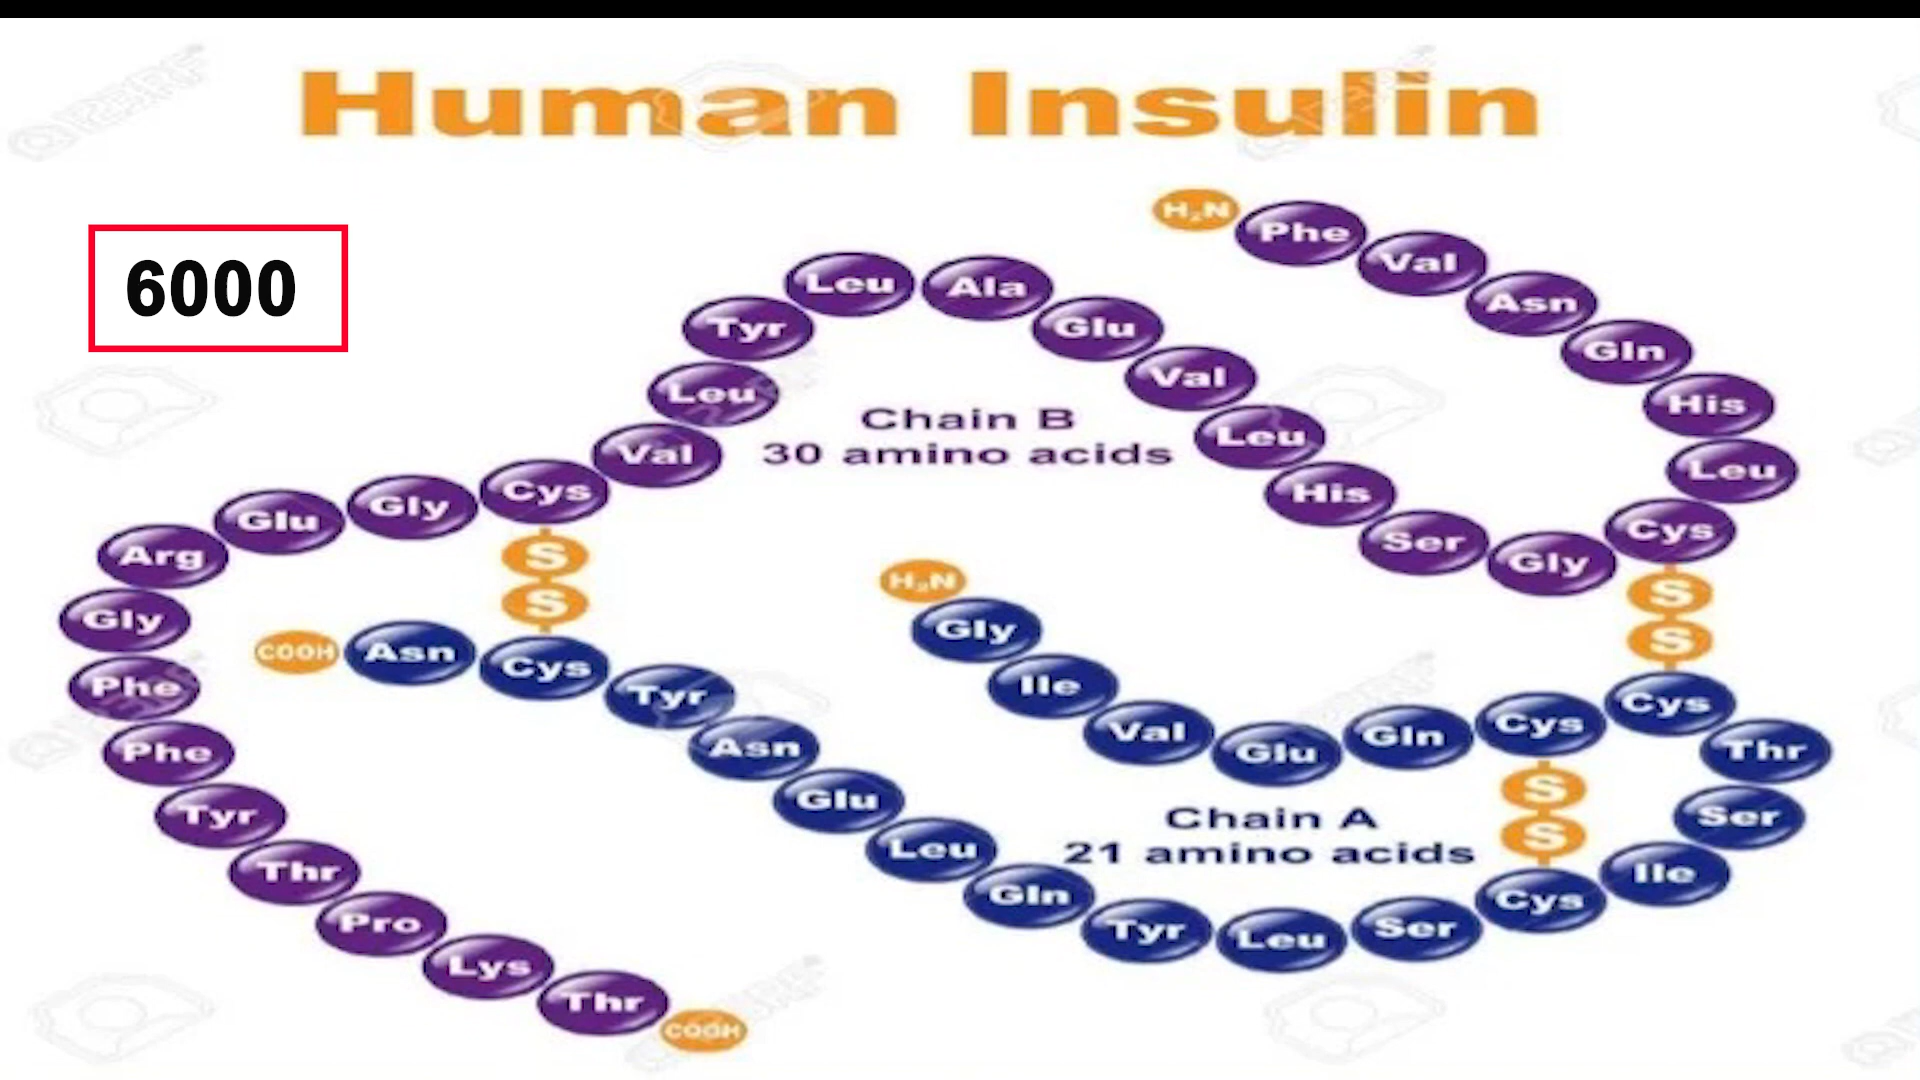 Human Insulin
6000
H₂N Phe Val Asn Gln His Leu Cys Gly Ser His Leu Val Glu Ala Leu Tyr Leu Val Cys Gly Glu Arg Gly Phe Phe Tyr Thr Pro Lys Thr COOH
Chain B
30 amino acids
S
S
S
S
H₂N Gly Ile Val Glu Gln Cys Cys Thr Ser Ile Cys Ser Leu Tyr Gln Leu Glu Asn Tyr Cys Asn COOH
Chain A
21 amino acids
S
S